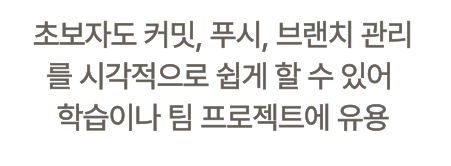 초보자도 커밋, 푸시, 브랜치 관리
를 시각적으로 쉽게 할 수 있어
학습이나 팀 프로젝트에 유용